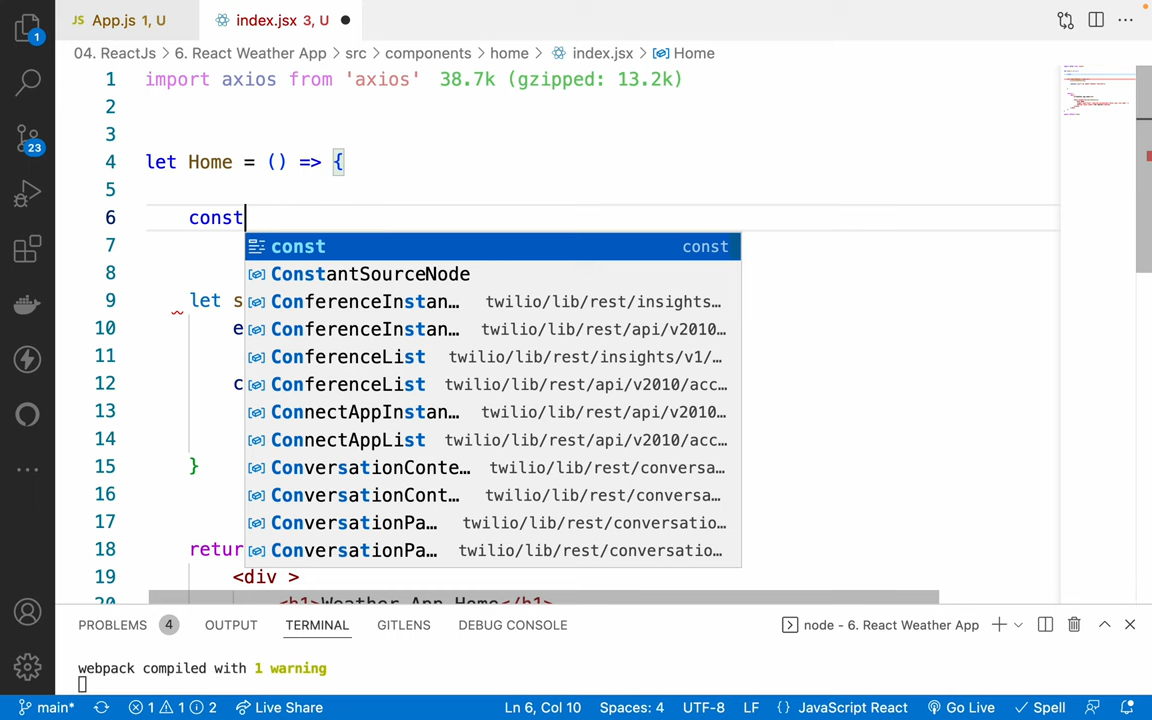 App.js 1, U
index.jsx 3, U
04. ReactJs > 6. React Weather App > src > components > home > index.jsx > Home
1 import axios from 'axios' 38.7k (gzipped: 13.2k)
2
3
4 let Home = () => {
5
6 const
7 const const
8 ConstantSourceNode
9 let s ConferenceInstan... twilio/lib/rest/insights...
10 e ConferenceInstan... twilio/lib/rest/api/v2010...
11 ConferenceList twilio/lib/rest/insights/v1/...
12 c ConferenceList twilio/lib/rest/api/v2010/acc...
13 ConnectAppInstan... twilio/lib/rest/api/v2010...
14 ConnectAppList twilio/lib/rest/api/v2010/acc...
15 } ConversationConte... twilio/lib/rest/conversa...
16 ConversationCont... twilio/lib/rest/conversa...
17 ConversationPa... twilio/lib/rest/conversatio...
18 retur ConversationPa... twilio/lib/rest/conversatio...
19 <div >
20 <h1>Weather App Home</h1>
PROBLEMS 4 OUTPUT TERMINAL GITLENS DEBUG CONSOLE node - 6. React Weather App
webpack compiled with 1 warning
main* 1 1 2 Live Share Ln 6, Col 10 Spaces: 4 UTF-8 LF {} JavaScript React Go Live Spell
1
23
JS